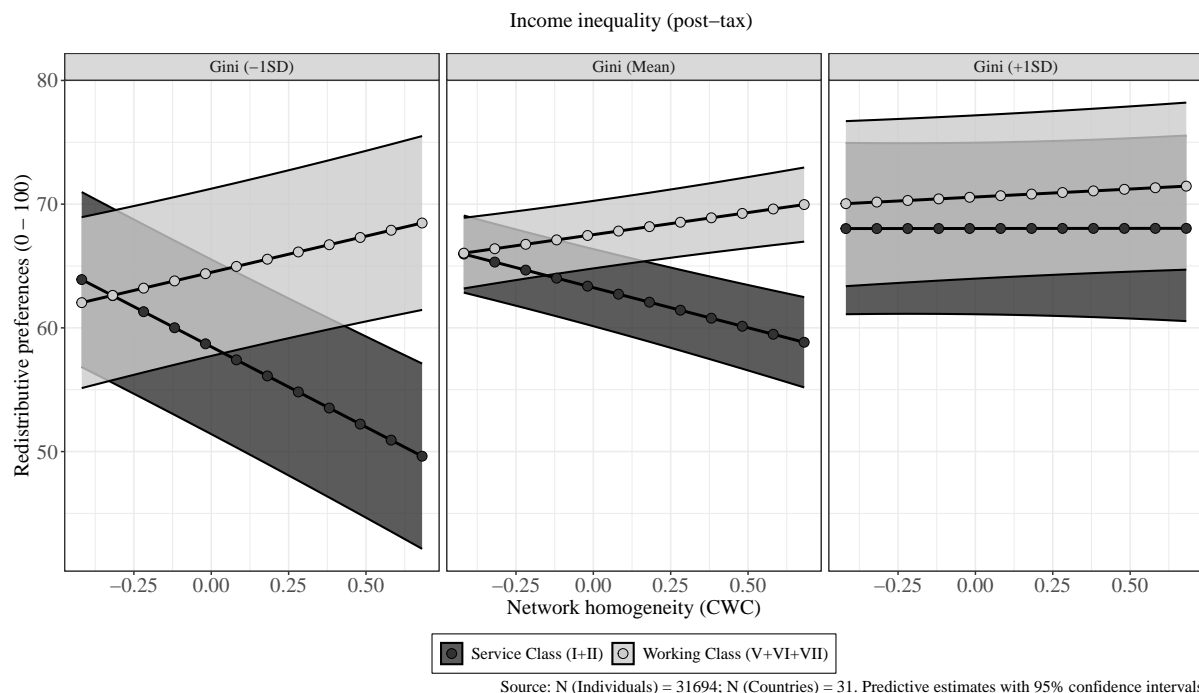 Income inequality (post−tax)
Gini (−1SD)
Gini (Mean)
Gini (+1SD)
Redistributive preferences (0 − 100)
80
70
60
50
−0.25 0.00 0.25 0.50
−0.25 0.00 0.25 0.50
−0.25 0.00 0.25 0.50
Network homogeneity (CWC)
Service Class (I+II) Working Class (V+VI+VII)
Source: N (Individuals) = 31694; N (Countries) = 31. Predictive estimates with 95% confidence intervals